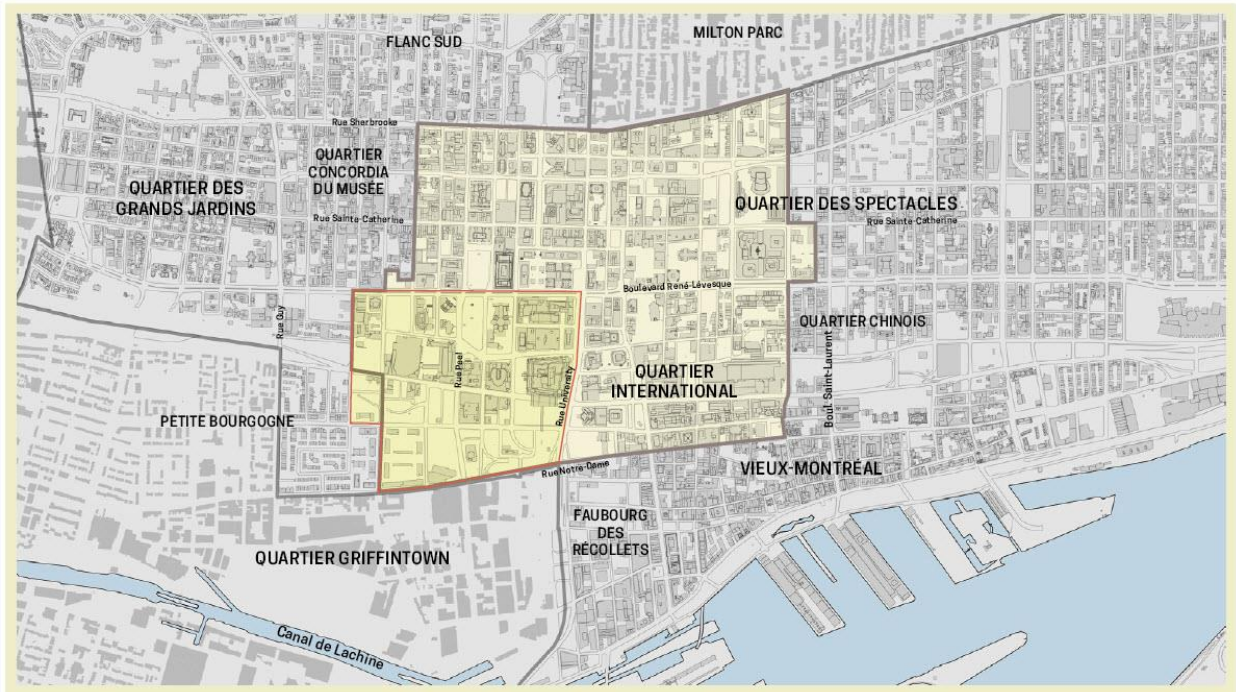 FLANC SUD
MILTON PARC
Rue Sherbrooke
QUARTIER
CONCORDIA
DU MUSÉE
QUARTIER DES
GRANDS JARDINS
Rue Sainte-Catherine
QUARTIER DES SPECTACLES
Rue Sainte-Catherine
Boulevard René-Lévesque
Rue Guy
QUARTIER CHINOIS
Boul. Saint-Laurent
Rue Peel
Rue University
QUARTIER
INTERNATIONAL
PETITE BOURGOGNE
Rue Notre-Dame
VIEUX-MONTRÉAL
FAUBOURG
DES
RÉCOLLETS
QUARTIER GRIFFINTOWN
Canal de Lachine